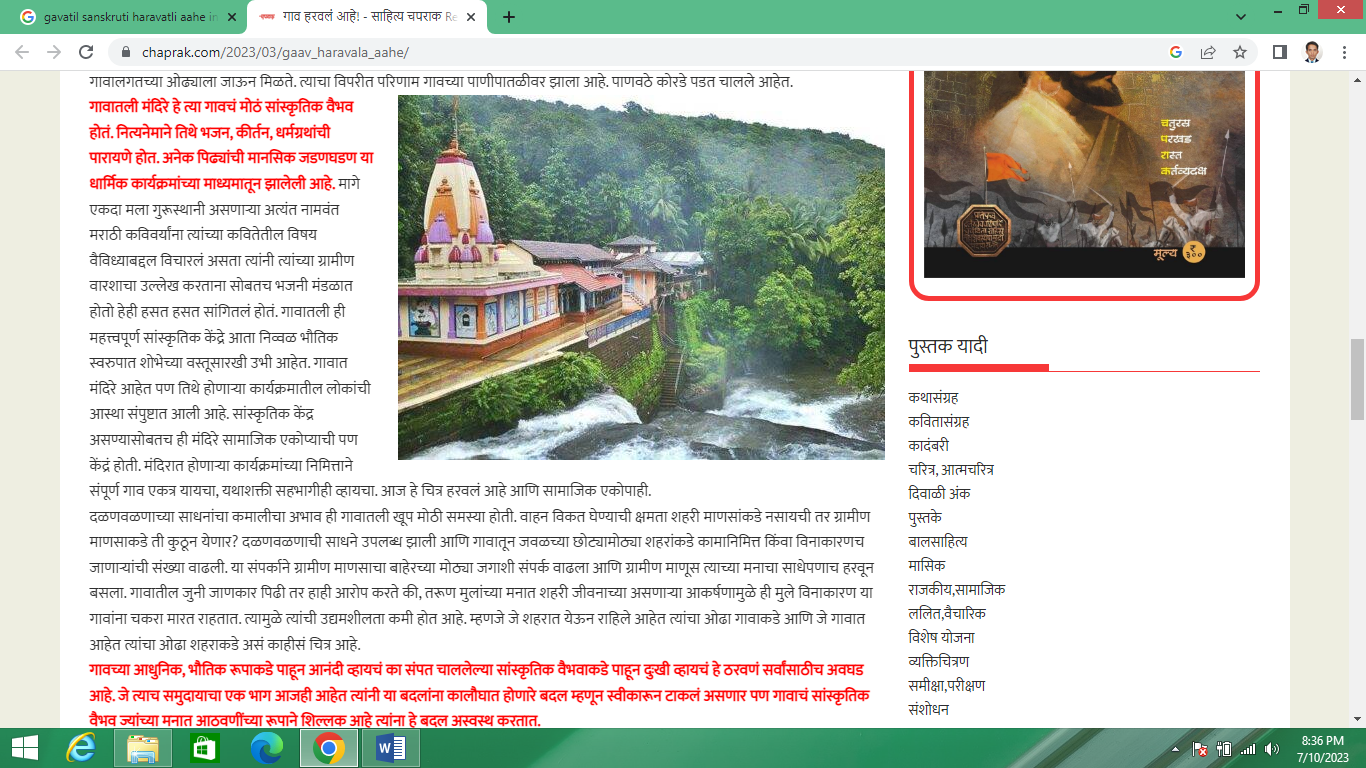 gavatil sanskruti haravatli aahe in
गाव हरवलं आहे! - साहित्य चपराक Re
chaprak.com/2023/03/gaav_haravala_aahe/
गावालगतच्या ओढ्याला जाऊन मिळते. त्याचा विपरीत परिणाम गावच्या पाणीपातळीवर झाला आहे. पाणवठे कोरडे पडत चालले आहेत.
गावातली मंदिरे हे त्या गावचं मोठं सांस्कृतिक वैभव
होतं. नित्यनेमाने तिथे भजन, कीर्तन, धर्मग्रथांची
पारायणे होत. अनेक पिढ्यांची मानसिक जडणघडण या
धार्मिक कार्यक्रमांच्या माध्यमातून झालेली आहे. मागे
एकदा मला गुरूस्थानी असणाऱ्या अत्यंत नामवंत
मराठी कविवर्यांना त्यांच्या कवितेतील विषय
वैविध्याबद्दल विचारलं असता त्यांनी त्यांच्या ग्रामीण
वारशाचा उल्लेख करताना सोबतच भजनी मंडळात
होतो हेही हसत हसत सांगितलं होतं. गावातली ही
महत्त्वपूर्ण सांस्कृतिक केंद्रे आता निव्वळ भौतिक
स्वरुपात शोभेच्या वस्तूसारखी उभी आहेत. गावात
मंदिरे आहेत पण तिथे होणाऱ्या कार्यक्रमातील लोकांची
आस्था संपुष्टात आली आहे. सांस्कृतिक केंद्र
असण्यासोबतच ही मंदिरे सामाजिक एकोप्याची पण
केंद्रं होती. मंदिरात होणाऱ्या कार्यक्रमांच्या निमित्ताने
संपूर्ण गाव एकत्र यायचा, यथाशक्ती सहभागीही व्हायचा. आज हे चित्र हरवलं आहे आणि सामाजिक एकोपाही.
दळणवळणाच्या साधनांचा कमालीचा अभाव ही गावातली खूप मोठी समस्या होती. वाहन विकत घेण्याची क्षमता शहरी माणसांकडे नसायची तर ग्रामीण
माणसाकडे ती कुठून येणार? दळणवळणाची साधने उपलब्ध झाली आणि गावातून जवळच्या छोट्यामोठ्या शहरांकडे कामानिमित्त किंवा विनाकारणच
जाणाऱ्यांची संख्या वाढली. या संपर्काने ग्रामीण माणसाचा बाहेरच्या मोठ्या जगाशी संपर्क वाढला आणि ग्रामीण माणूस त्याच्या मनाचा साधेपणाच हरवून
बसला. गावातील जुनी जाणकार पिढी तर हाही आरोप करते की, तरूण मुलांच्या मनात शहरी जीवनाच्या असणाऱ्या आकर्षणामुळे ही मुले विनाकारण या
गावांना चकरा मारत राहतात. त्यामुळे त्यांची उद्यमशीलता कमी होत आहे. म्हणजे जे शहरात येऊन राहिले आहेत त्यांचा ओढा गावाकडे आणि जे गावात
आहेत त्यांचा ओढा शहराकडे असं काहीसं चित्र आहे.
गावच्या आधुनिक, भौतिक रूपाकडे पाहून आनंदी व्हायचं का संपत चाललेल्या सांस्कृतिक वैभवाकडे पाहून दुःखी व्हायचं हे ठरवणं सर्वांसाठीच अवघड
आहे. जे त्याच समुदायाचा एक भाग आजही आहेत त्यांनी या बदलांना कालौघात होणारे बदल म्हणून स्वीकारून टाकलं असणार पण गावाचं सांस्कृतिक
वैभव ज्यांच्या मनात आठवणींच्या रूपाने शिल्लक आहे त्यांना हे बदल अस्वस्थ करतात.
चतुरस्र
परखड
रास्त
कर्तव्यदक्ष
मूल्य ₹ ३००
पुस्तक यादी
कथासंग्रह
कवितासंग्रह
कादंबरी
चरित्र, आत्मचरित्र
दिवाळी अंक
पुस्तके
बालसाहित्य
मासिक
राजकीय,सामाजिक
ललित,वैचारिक
विशेष योजना
व्यक्तिचित्रण
समीक्षा,परीक्षण
संशोधन
8:36 PM
7/10/2023